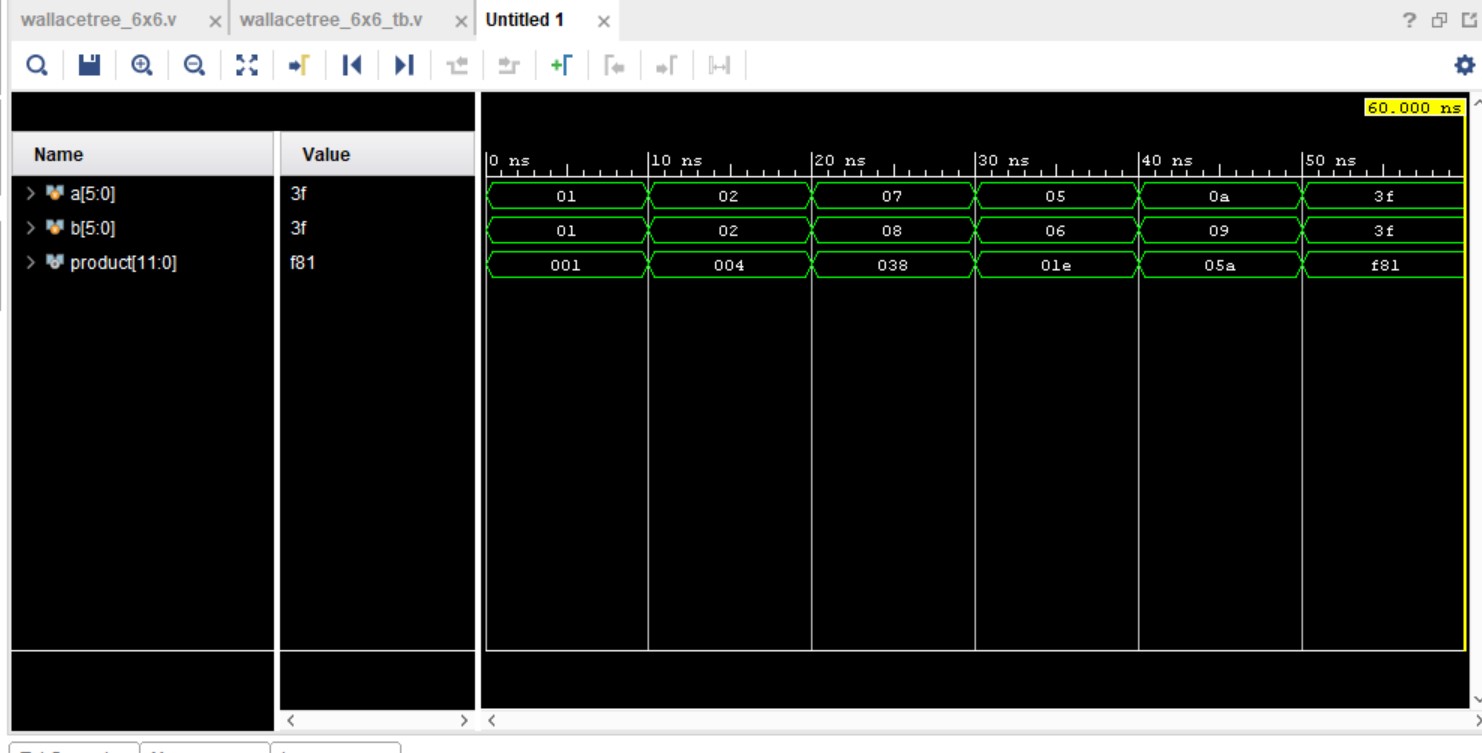 wallacetree_6x6.v × wallacetree_6x6_tb.v × Untitled 1 × ?
60.000 ns
Name Value 0 ns 10 ns 20 ns 30 ns 40 ns 50 ns
a[5:0] 3f 01 02 07 05 0a 3f
b[5:0] 3f 01 02 08 06 09 3f
product[11:0] f81 001 004 038 01e 05a f81